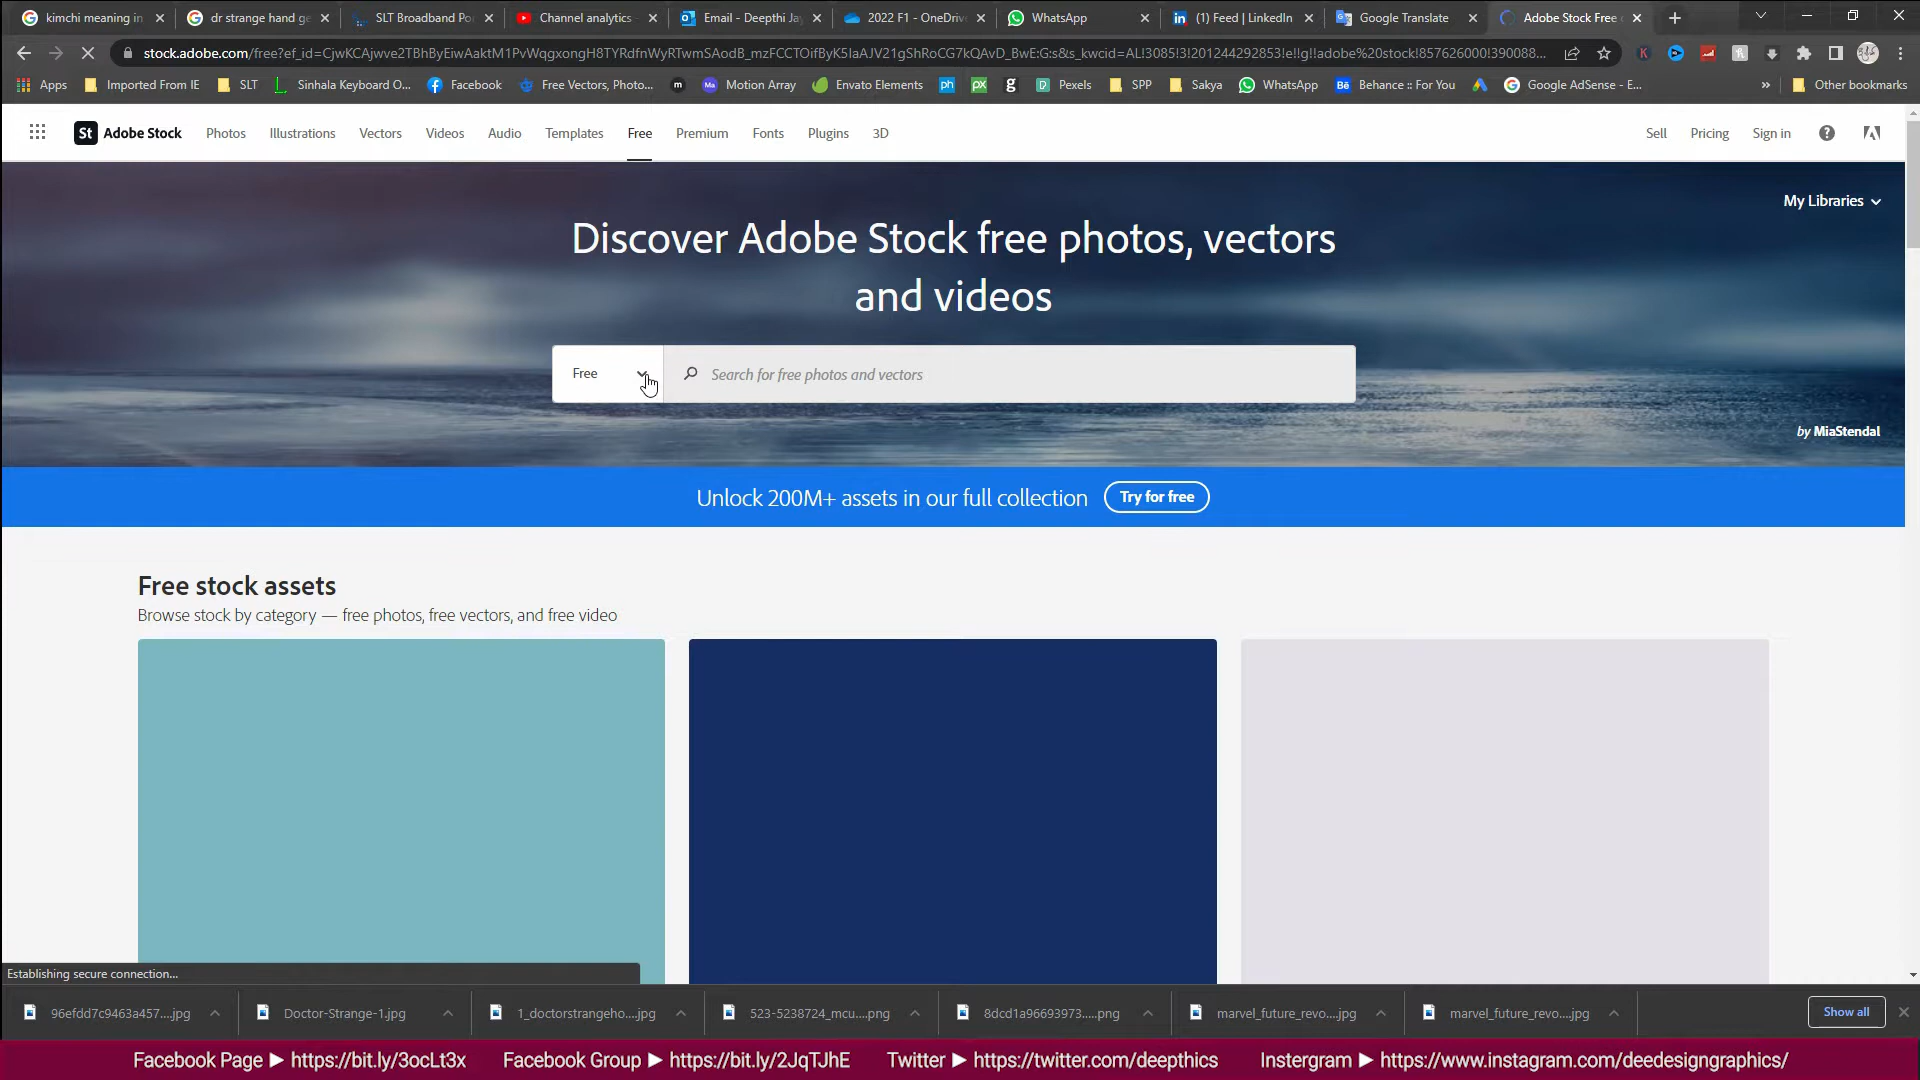 kimchi meaning in
dr strange hand ge
SLT Broadband Po
Channel analytics
Email - Deepthi Jay
2022 F1 - OneDriv
WhatsApp
(1) Feed | LinkedIn
Google Translate
Adobe Stock Free
stock.adobe.com/free?ef_id=CjwKCAjwve2TBhByEiwAaktM1PvWqgxongH8TYRdfnWyRTwmSAodB_mzFCCTOifByK5IaAJV21gShRoCG7kQAvD_BwE:G:s&s_kwcid=AL!3085!3!201244292853!e!!g!!adobe%20stock!857626000!390088...
Apps
Imported From IE
SLT
Sinhala Keyboard O...
Facebook
Free Vectors, Photo...
Motion Array
Envato Elements
Pexels
SPP
Sakya
WhatsApp
Behance :: For You
Google AdSense - E...
Other bookmarks
St Adobe Stock
Photos
Illustrations
Vectors
Videos
Audio
Templates
Free
Premium
Fonts
Plugins
3D
Sell
Pricing
Sign in
My Libraries
Discover Adobe Stock free photos, vectors
and videos
Free
Search for free photos and vectors
by MiaStendal
Unlock 200M+ assets in our full collection
Try for free
Free stock assets
Browse stock by category — free photos, free vectors, and free video
Establishing secure connection...
96efdd7c9463a457....jpg
Doctor-Strange-1.jpg
1_doctorstrangeho....jpg
523-5238724_mcu....png
8dcd1a96693973....png
marvel_future_revo....jpg
marvel_future_revo....jpg
Show all
Facebook Page ▶ https://bit.ly/3ocLt3x
Facebook Group ▶ https://bit.ly/2JqTJhE
Twitter ▶ https://twitter.com/deepthics
Instergram ▶ https://www.instagram.com/deedesigngraphics/